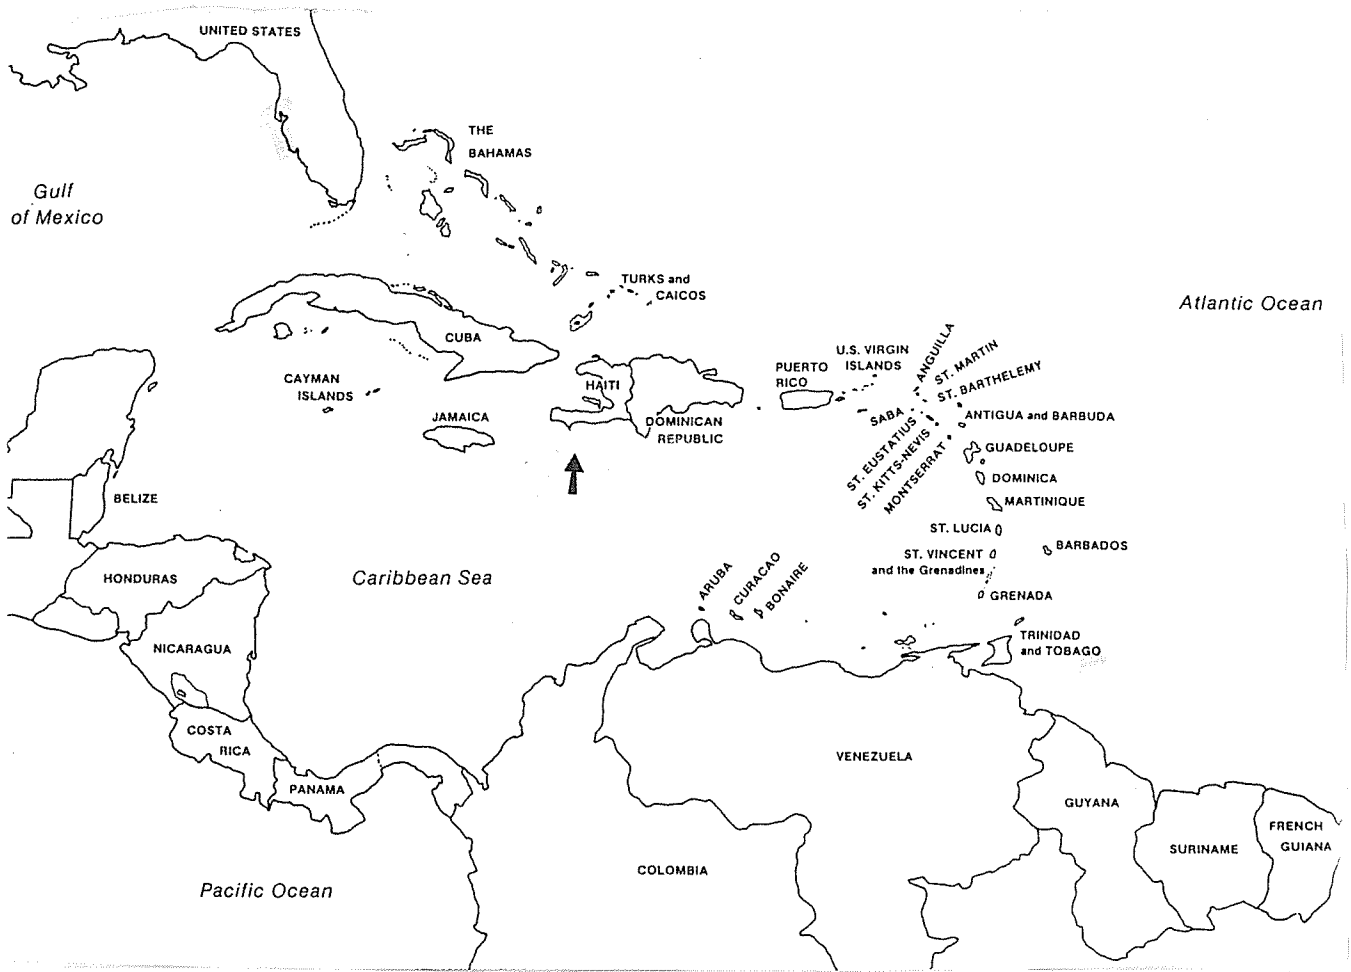 UNITED STATES
THE
BAHAMAS
Gulf
of Mexico
TURKS and
CAICOS
Atlantic Ocean
CUBA
CAYMAN
ISLANDS
JAMAICA
HAITI
DOMINICAN
REPUBLIC
PUERTO
RICO
U.S. VIRGIN
ISLANDS
ANGUILLA
ST. MARTIN
ST. BARTHELEMY
SABA
ST. EUSTATIUS
ST. KITTS-NEVIS
MONTSERRAT
ANTIGUA and BARBUDA
GUADELOUPE
DOMINICA
MARTINIQUE
ST. LUCIA
BARBADOS
ST. VINCENT
and the Grenadines
GRENADA
TRINIDAD
and TOBAGO
BELIZE
HONDURAS
Caribbean Sea
ARUBA
CURACAO
BONAIRE
NICARAGUA
COSTA
RICA
PANAMA
VENEZUELA
GUYANA
SURINAME
FRENCH
GUIANA
COLOMBIA
Pacific Ocean